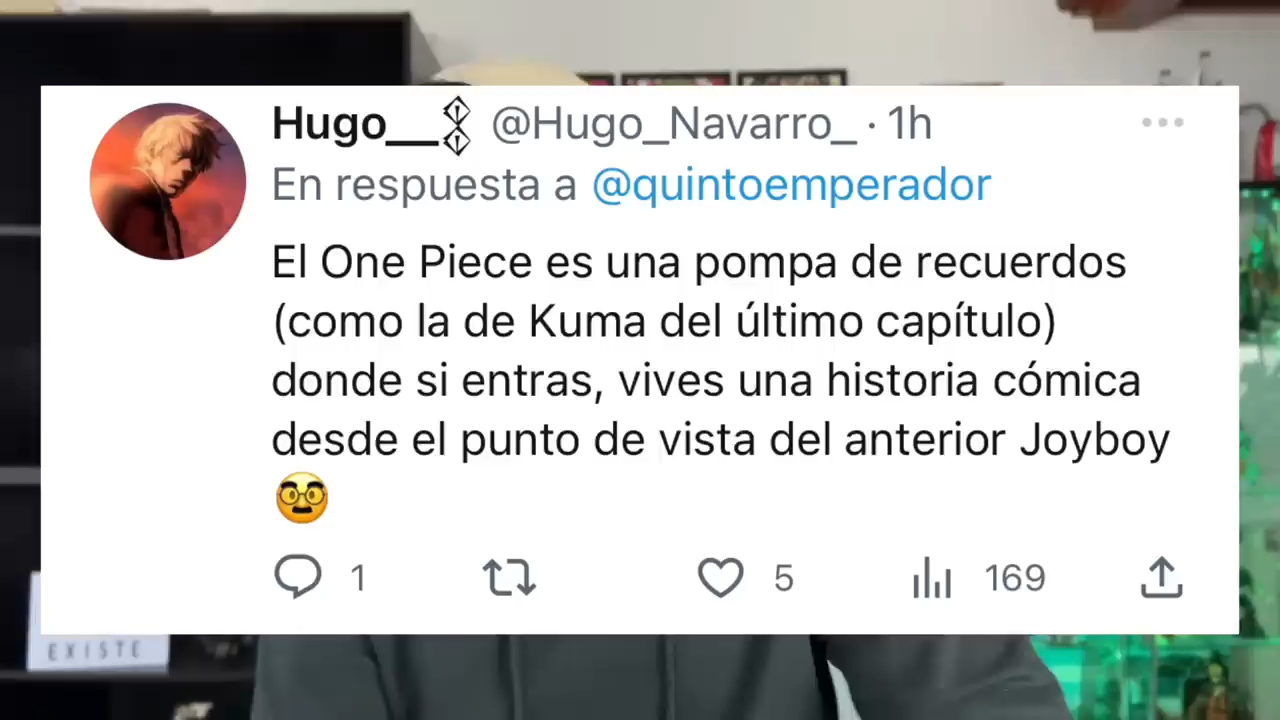 Hugo__ @Hugo_Navarro_ · 1h
En respuesta a @quintoemperador
El One Piece es una pompa de recuerdos
(como la de Kuma del último capítulo)
donde si entras, vives una historia cómica
desde el punto de vista del anterior Joyboy
🥸
1 5 169
EXISTE